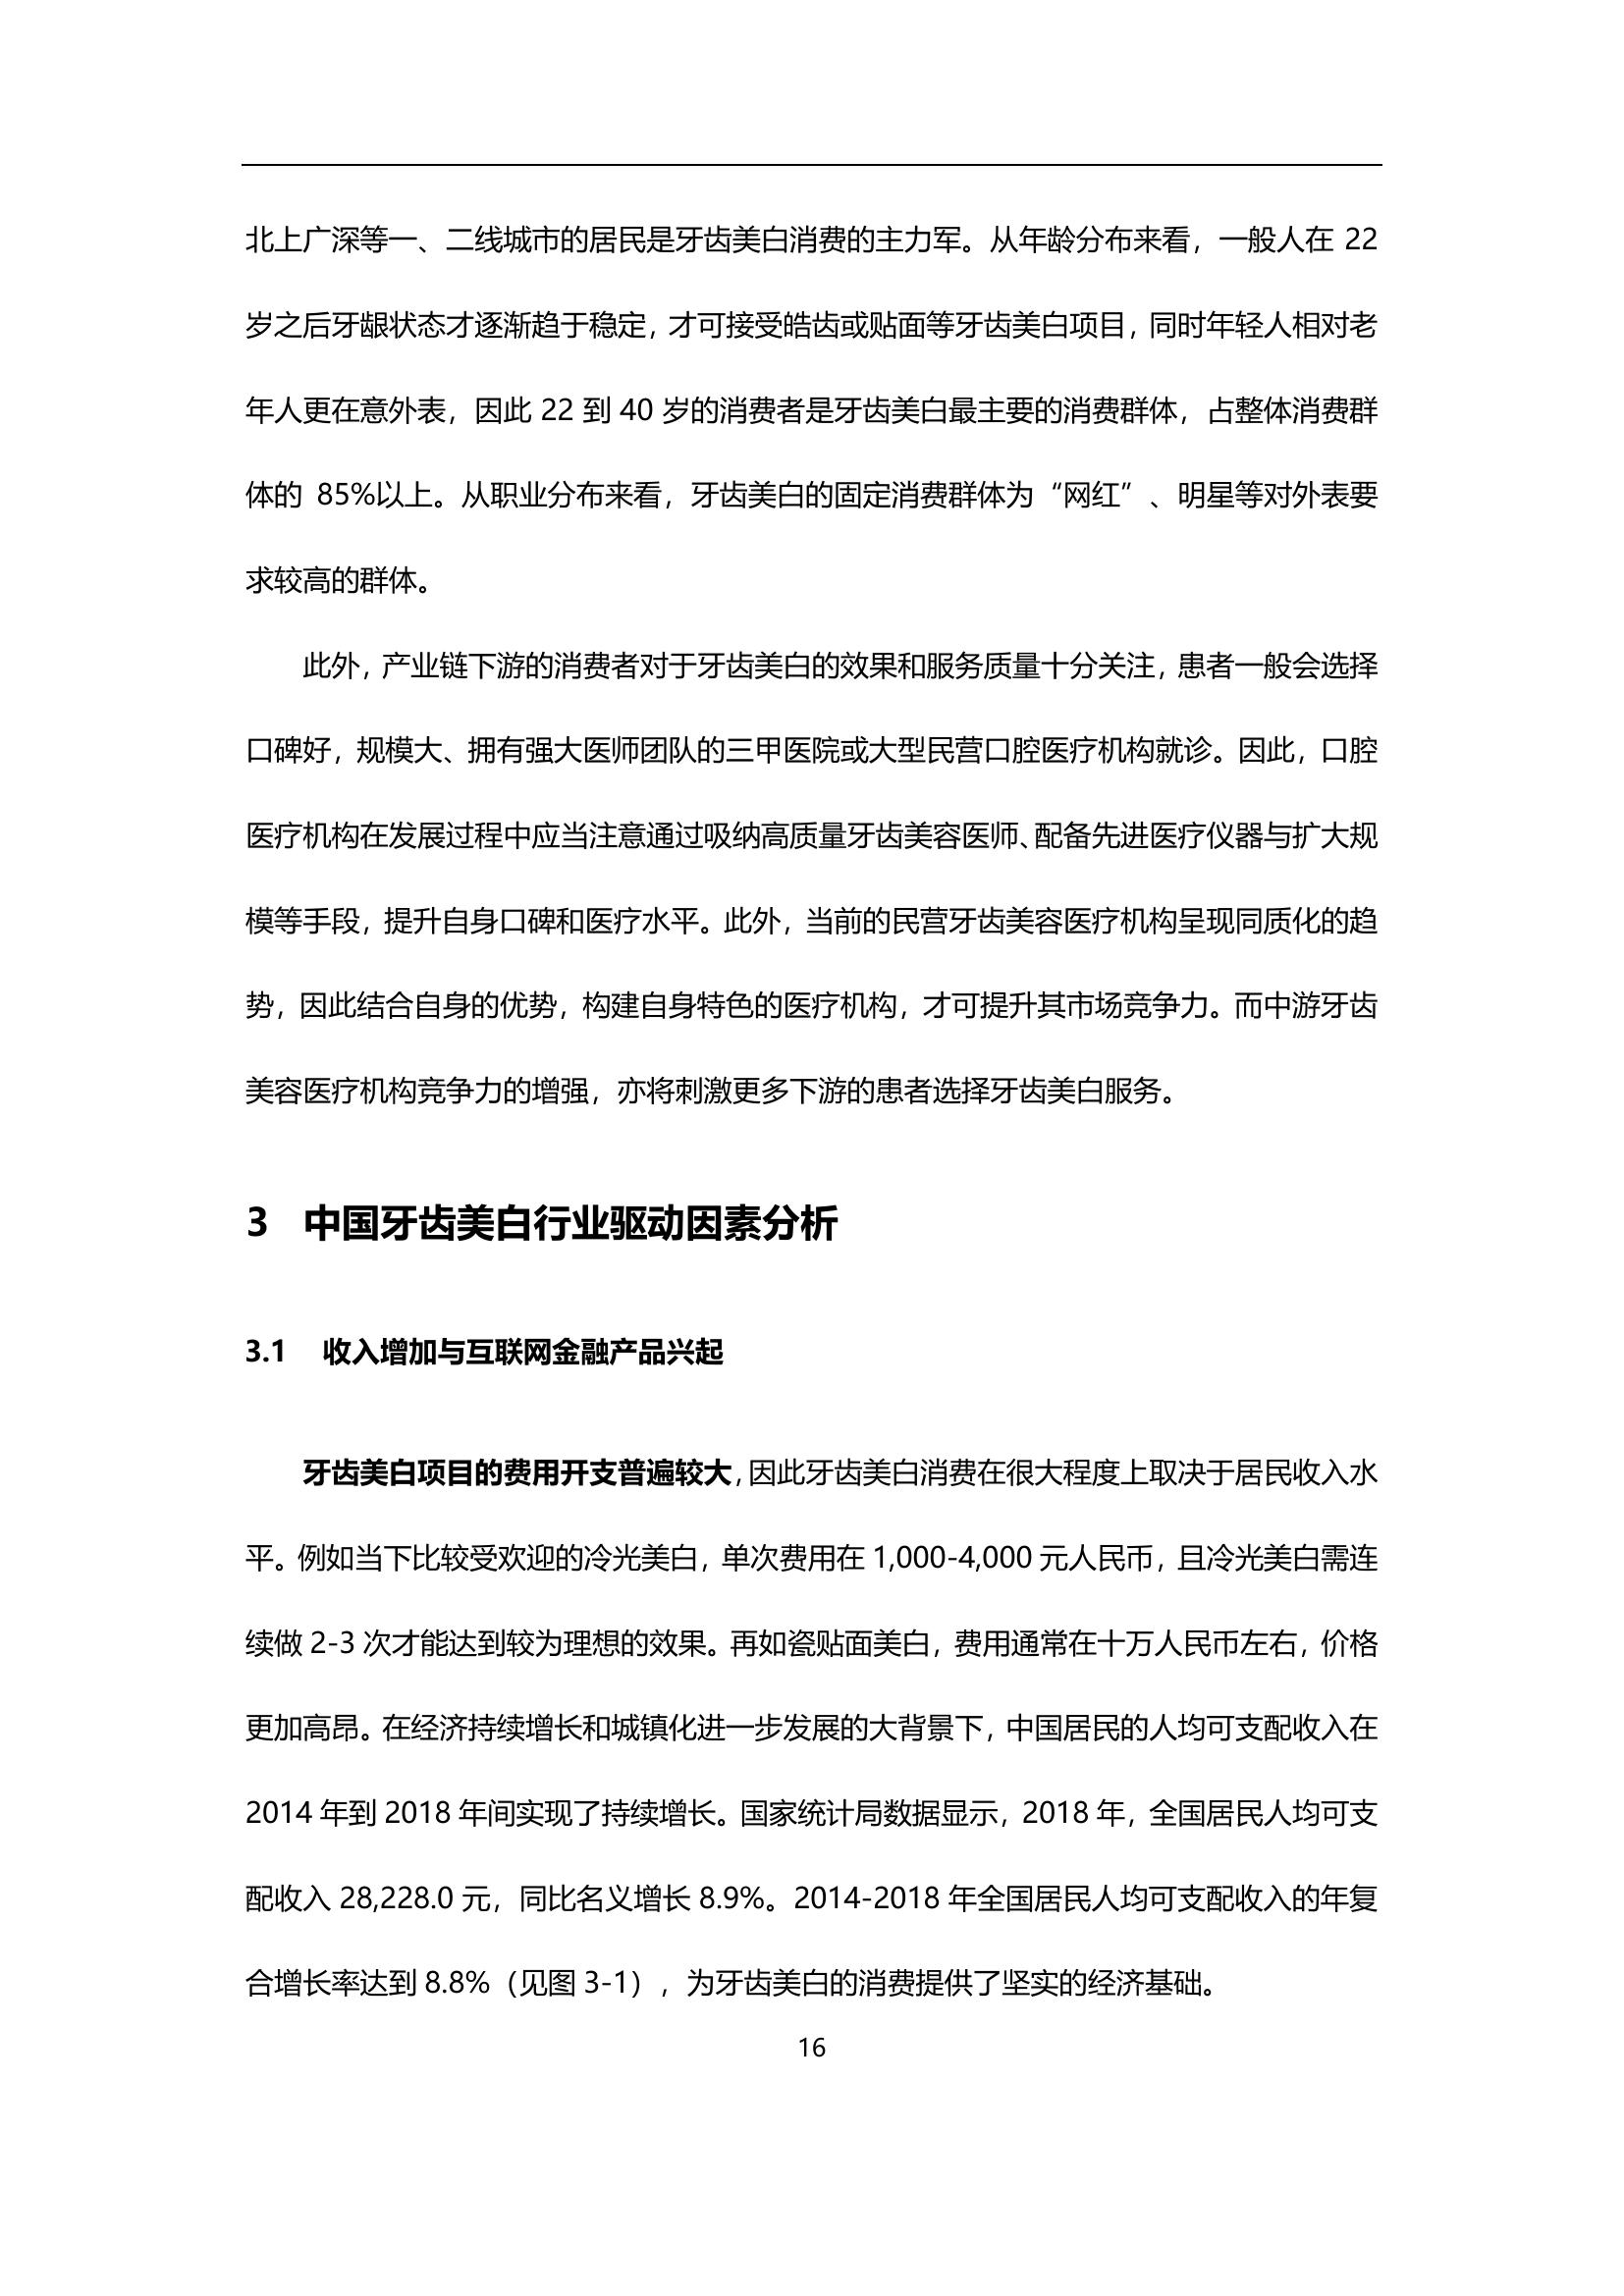 北上广深等一、二线城市的居民是牙齿美白消费的主力军。从年龄分布来看，一般人在 22
岁之后牙龈状态才逐渐趋于稳定，才可接受皓齿或贴面等牙齿美白项目，同时年轻人相对老
年人更在意外表，因此 22 到 40 岁的消费者是牙齿美白最主要的消费群体，占整体消费群
体的 85%以上。从职业分布来看，牙齿美白的固定消费群体为“网红”、明星等对外表要
求较高的群体。
此外，产业链下游的消费者对于牙齿美白的效果和服务质量十分关注，患者一般会选择
口碑好，规模大、拥有强大医师团队的三甲医院或大型民营口腔医疗机构就诊。因此，口腔
医疗机构在发展过程中应当注意通过吸纳高质量牙齿美容医师、配备先进医疗仪器与扩大规
模等手段，提升自身口碑和医疗水平。此外，当前的民营牙齿美容医疗机构呈现同质化的趋
势，因此结合自身的优势，构建自身特色的医疗机构，才可提升其市场竞争力。而中游牙齿
美容医疗机构竞争力的增强，亦将刺激更多下游的患者选择牙齿美白服务。
3 中国牙齿美白行业驱动因素分析
3.1 收入增加与互联网金融产品兴起
牙齿美白项目的费用开支普遍较大，因此牙齿美白消费在很大程度上取决于居民收入水
平。例如当下比较受欢迎的冷光美白，单次费用在 1,000-4,000 元人民币，且冷光美白需连
续做 2-3 次才能达到较为理想的效果。再如瓷贴面美白，费用通常在十万人民币左右，价格
更加高昂。在经济持续增长和城镇化进一步发展的大背景下，中国居民的人均可支配收入在
2014 年到 2018 年间实现了持续增长。国家统计局数据显示，2018 年，全国居民人均可支
配收入 28,228.0 元，同比名义增长 8.9%。2014-2018 年全国居民人均可支配收入的年复
合增长率达到 8.8%（见图 3-1），为牙齿美白的消费提供了坚实的经济基础。
16